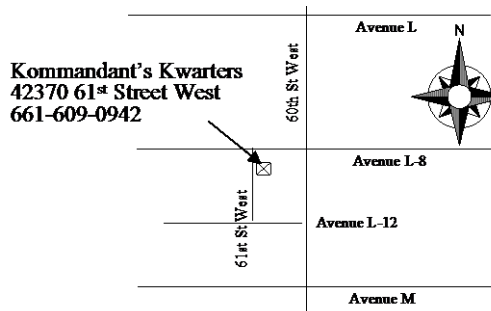 Avenue L
N
Kommandant's Kwarters
42370 61st Street West
661-609-0942
60th St West
Avenue L-8
61st St West
Avenue L-12
Avenue M